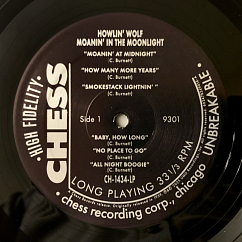 HOWLIN' WOLF
MOANIN' IN THE MOONLIGHT
"MOANIN' AT MIDNIGHT"
(C. Burnett)
"HOW MANY MORE YEARS"
(C. Burnett)
"SMOKESTACK LIGHTNIN' "
(C. Burnett)
Side 1
9301
"BABY, HOW LONG"
(C. Burnett)
"NO PLACE TO GO"
(C. Burnett)
"ALL NIGHT BOOGIE"
(C. Burnett)
CH-1434-LP
LONG PLAYING 33 1/3 RPM
• HIGH FIDELITY •
CHESS
UNBREAKABLE •
chess recording corp., chicago